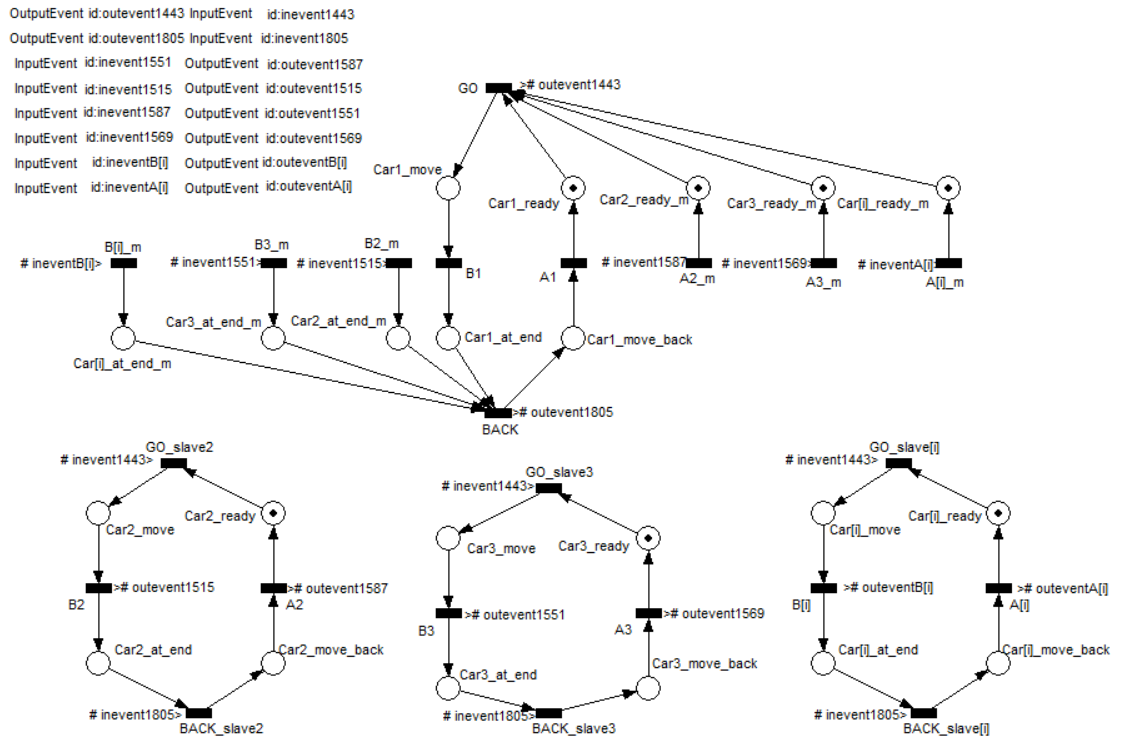 OutputEvent id:outevent1443 InputEvent id:inevent1443
OutputEvent id:outevent1805 InputEvent id:inevent1805
InputEvent id:inevent1551 OutputEvent id:outevent1587
InputEvent id:inevent1515 OutputEvent id:outevent1515
InputEvent id:inevent1587 OutputEvent id:outevent1551
InputEvent id:inevent1569 OutputEvent id:outevent1569
InputEvent id:ineventB[i] OutputEvent id:outeventB[i]
InputEvent id:ineventA[i] OutputEvent id:outeventA[i]
GO ># outevent1443
Car1_move
Car1_ready Car2_ready_m Car3_ready_m Car[i]_ready_m
B[i]_m B3_m B2_m
# ineventB[i]> # inevent1551> # inevent1515> B1 A1 # inevent1587> # inevent1569> # ineventA[i]>
A2_m A3_m A[i]_m
Car3_at_end_m Car2_at_end_m Car1_at_end Car1_move_back
Car[i]_at_end_m
># outevent1805
BACK
GO_slave2
# inevent1443>
Car2_move Car2_ready
># outevent1515 ># outevent1587
B2 A2
Car2_at_end Car2_move_back
# inevent1805>
BACK_slave2
GO_slave3
# inevent1443>
Car3_move Car3_ready
># outevent1551 ># outevent1569
B3 A3
Car3_at_end Car3_move_back
# inevent1805>
BACK_slave3
GO_slave[i]
# inevent1443>
Car[i]_move Car[i]_ready
># outeventB[i] ># outeventA[i]
B[i] A[i]
Car[i]_at_end Car[i]_move_back
# inevent1805>
BACK_slave[i]